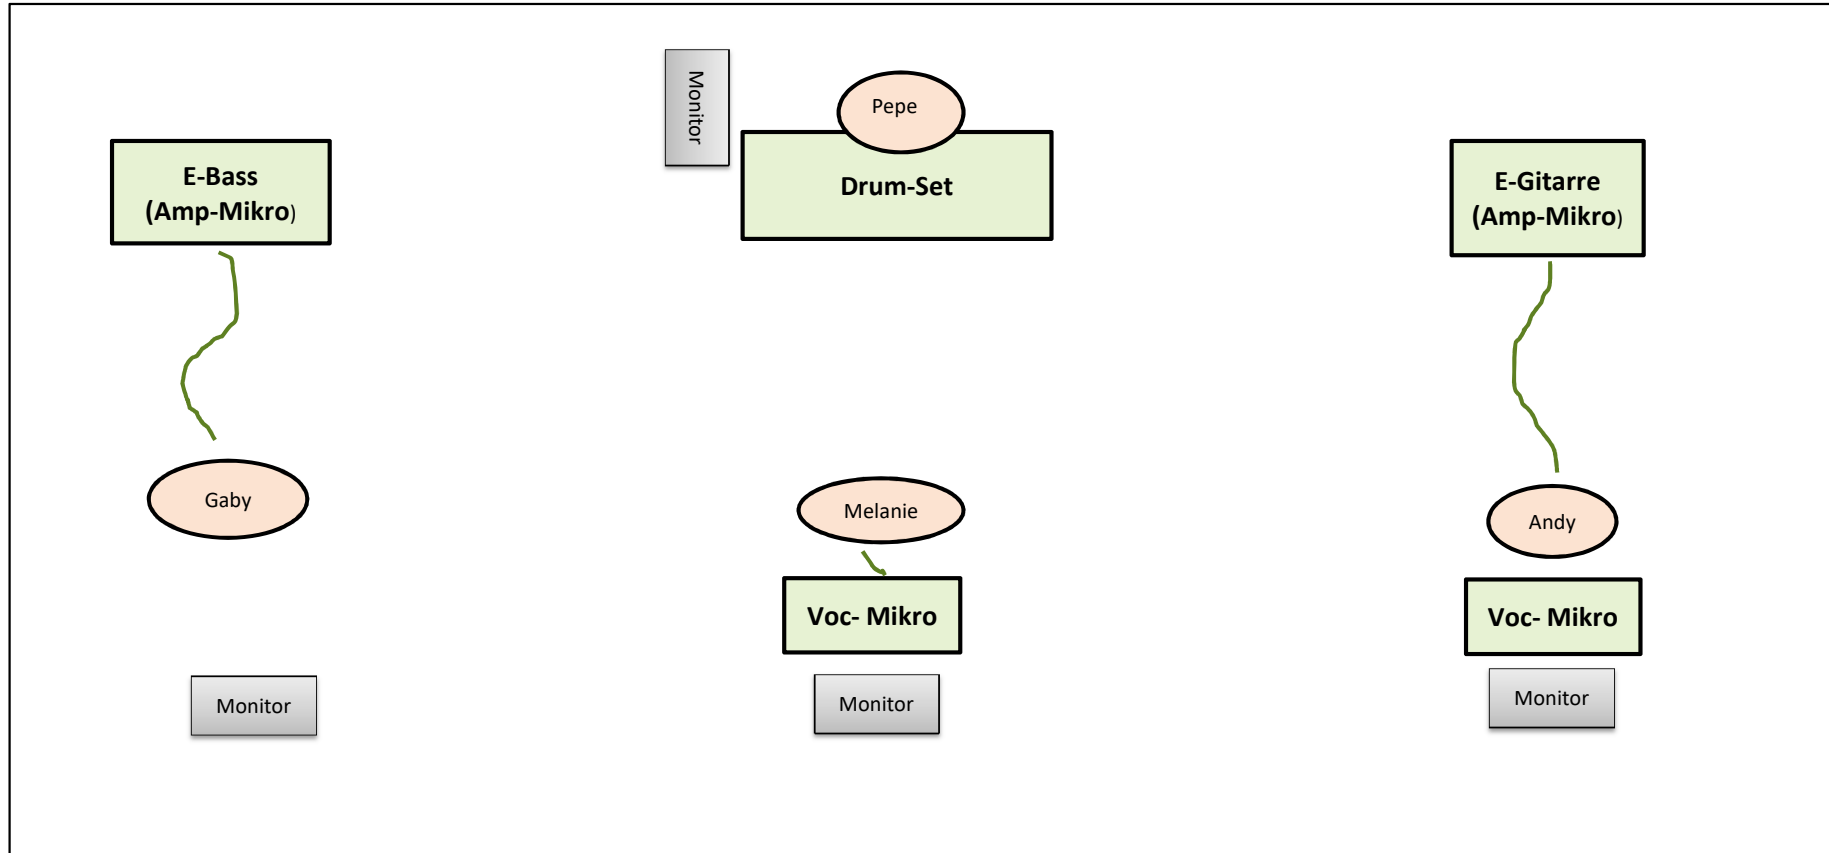 Monitor
Pepe
E-Bass
(Amp-Mikro)
Drum-Set
E-Gitarre
(Amp-Mikro)
Gaby
Melanie
Andy
Voc- Mikro
Voc- Mikro
Monitor
Monitor
Monitor